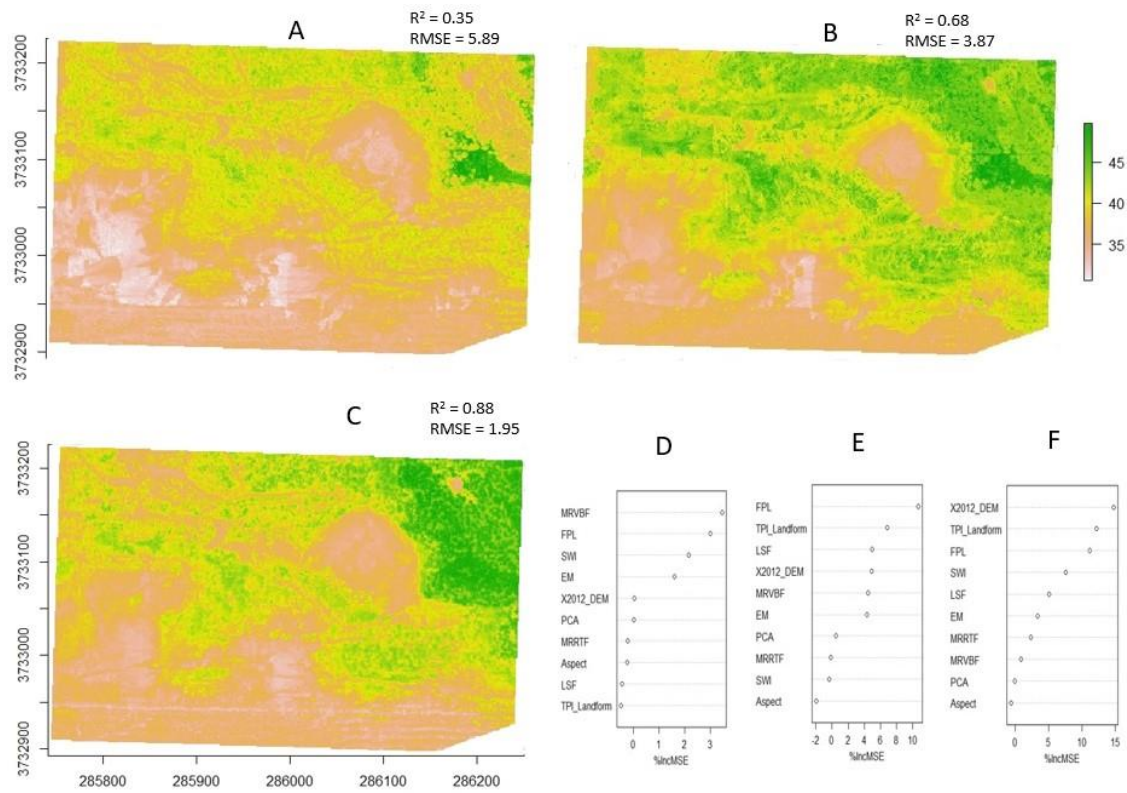 A
R² = 0.35
RMSE = 5.89
B
R² = 0.68
RMSE = 3.87
3733200
3733100
3733000
3732900
45
40
35
C
R² = 0.88
RMSE = 1.95
3733200
3733100
3733000
3732900
285800 285900 286000 286100 286200
D
MRVBF
FPL
SWI
EM
X2012_DEM
PCA
MRRTF
Aspect
LSF
TPI_Landform
0 1 2 3
%IncMSE
E
FPL
TPI_Landform
LSF
X2012_DEM
MRVBF
EM
PCA
MRRTF
SWI
Aspect
-2 0 2 4 6 8 10
%IncMSE
F
X2012_DEM
TPI_Landform
FPL
SWI
LSF
EM
MRRTF
MRVBF
PCA
Aspect
0 5 10 15
%IncMSE